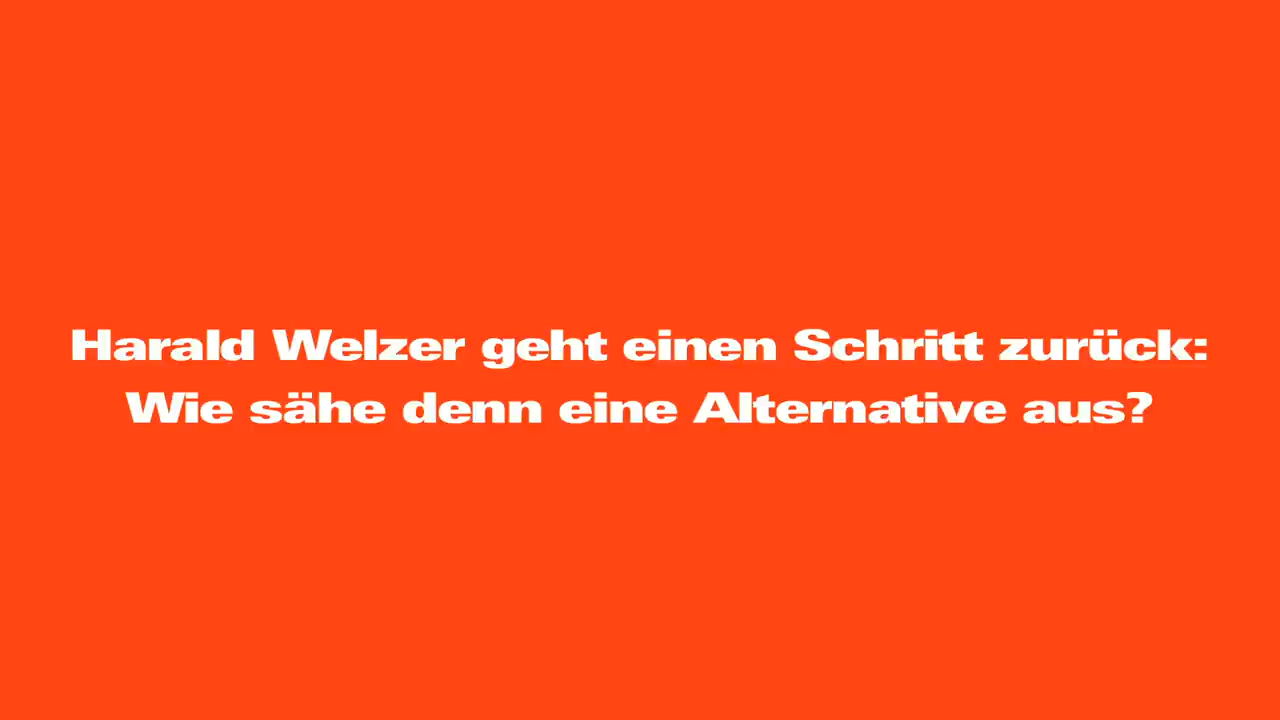 Harald Welzer geht einen Schritt zurück:
Wie sähe denn eine Alternative aus?